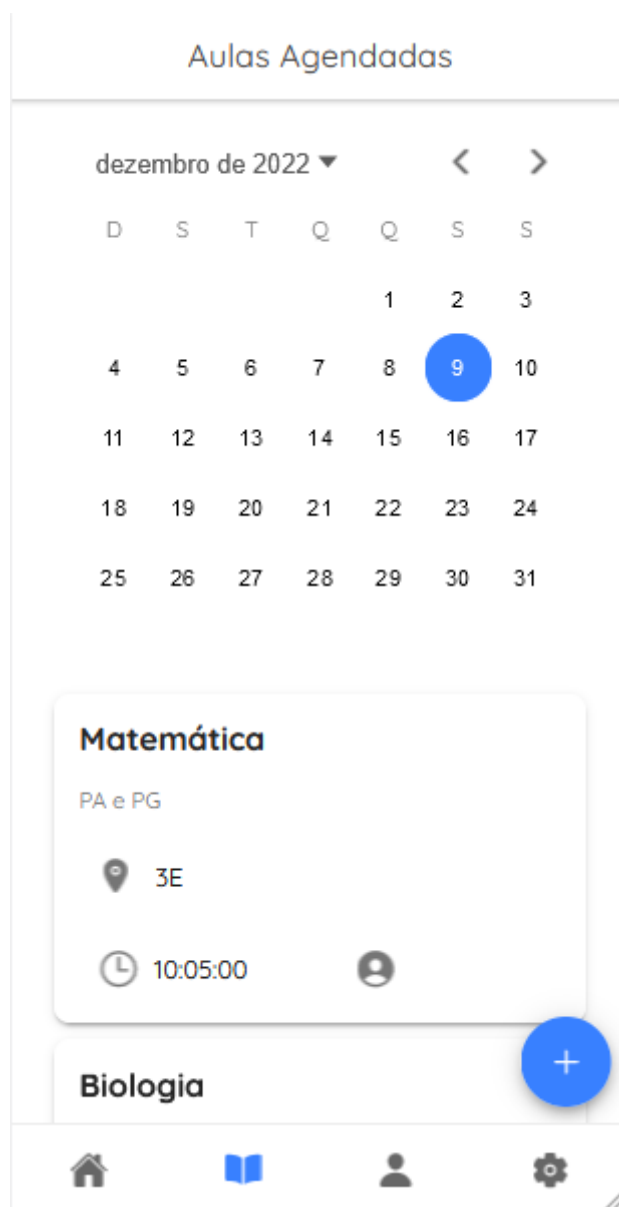 Aulas Agendadas
dezembro de 2022
D S T Q Q S S
1 2 3
4 5 6 7 8 9 10
11 12 13 14 15 16 17
18 19 20 21 22 23 24
25 26 27 28 29 30 31
Matemática
PA e PG
3E
10:05:00
Biologia